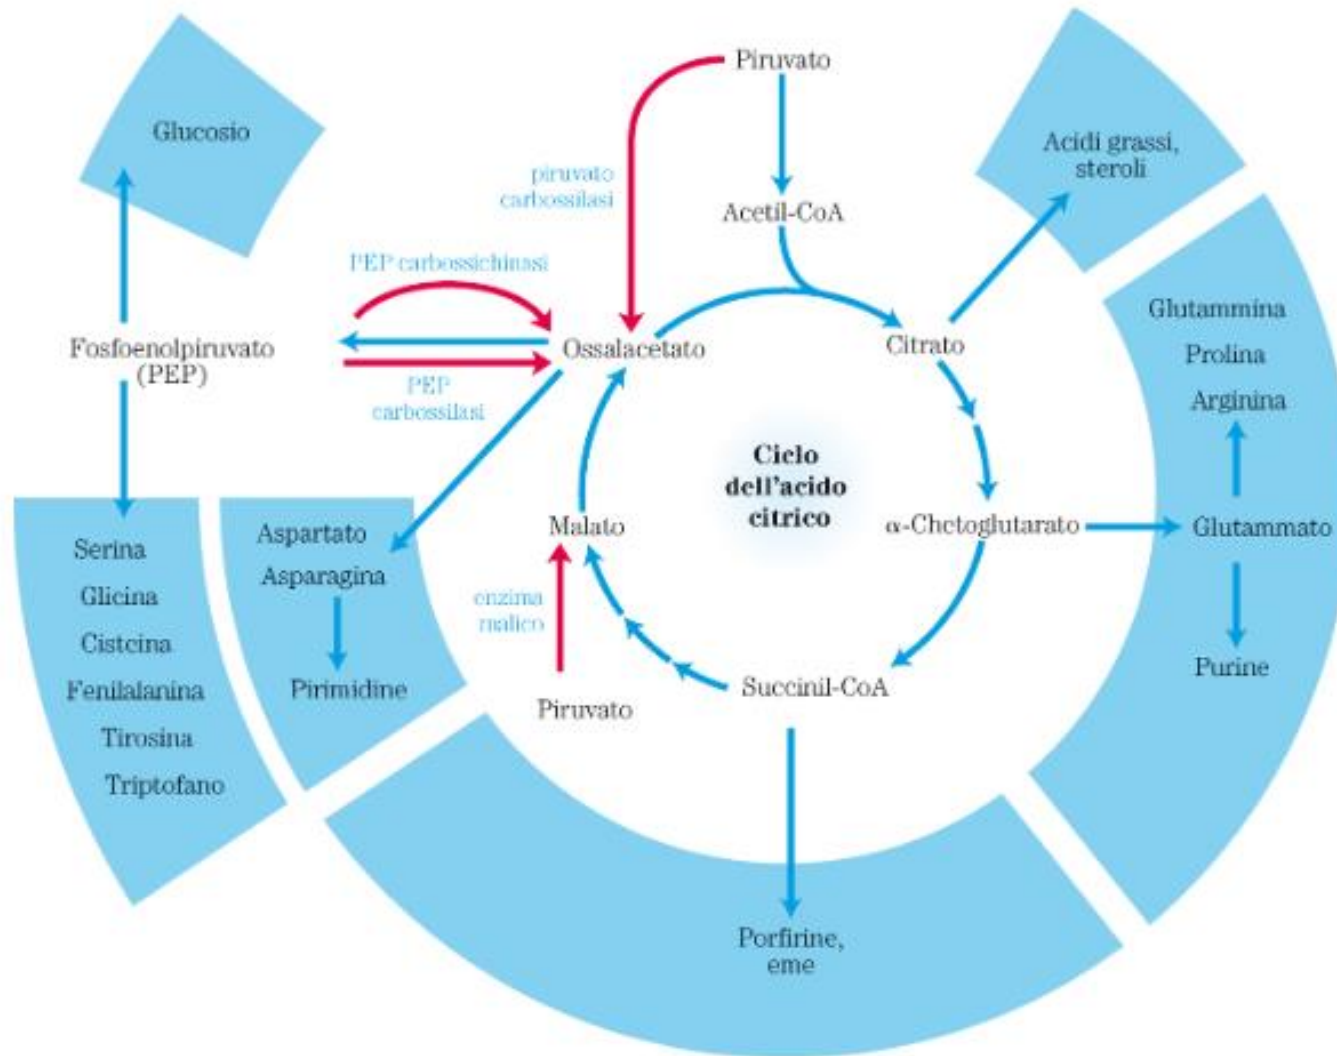 Piruvato
Glucosio
Acidi grassi,
steroli
piruvato
carbossilasi
Acetil-CoA
PEP carbossichinasi
Glutammina
Fosfoenolpiruvato
(PEP)
Ossalacetato
Citrato
Prolina
PEP
carbossilasi
Arginina
Ciclo
dell'acido
citrico
Malato
α-Chetoglutarato
Glutammato
Aspartato
Asparagina
Pirimidine
Serina
Glicina
Cisteina
Fenilalanina
Tirosina
Triptofano
enzima
malico
Piruvato
Succinil-CoA
Purine
Porfirine,
eme